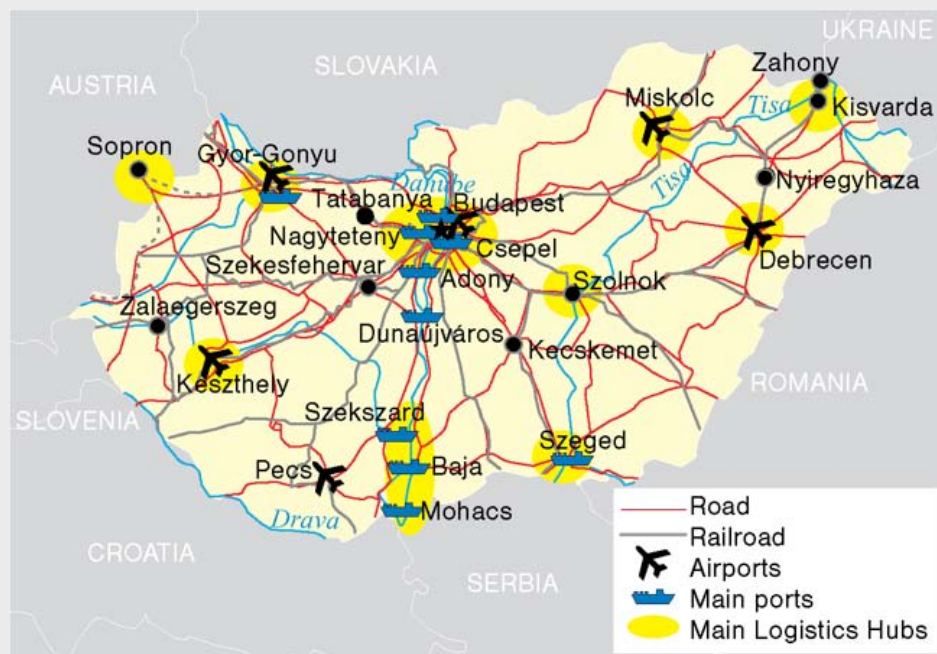 UKRAINE
SLOVAKIA
AUSTRIA
Zahony
Tisa
Kisvarda
Miskolc
Sopron
Gyor-Gonyu
Tisa
Nyiregyhaza
Danube
Tatabanya
Budapest
Nagyteteny
Csepel
Debrecen
Szekesfehervar
Adony
Szolnok
Zalaegerszeg
Dunaújváros
Kecskemet
Keszthely
ROMANIA
SLOVENIA
Szekszard
Szeged
Pecs
Baja
Mohacs
Drava
CROATIA
SERBIA
Road
Railroad
Airports
Main ports
Main Logistics Hubs